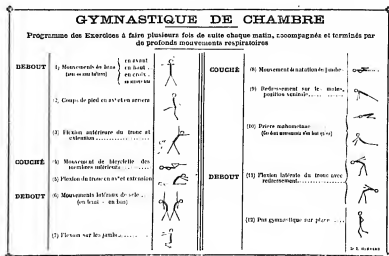 GYMNASTIQUE DE CHAMBRE
Programme des Exercices à faire plusieurs fois de suite chaque matin, accompagnés et terminés par
de profonds mouvements respiratoires
DEBOUT
(1) Mouvements de bras
en avant
en haut
en croix
en arrière
(2) Coups de pied en avt et en arrière
(3) Flexion antérieure du tronc et
extension
COUCHÉ
(4) Mouvement de bicyclette des
membres inférieurs
(5) Flexion du tronc en avt et extension
DEBOUT
(6) Mouvements latéraux de scie
(en haut - en bas)
(7) Flexion sur les jambes
COUCHÉ
(8) Mouvement de natation des jambes
(9) Redressement sur les mains,
position ventrale
(10) Prière mahométane
DEBOUT
(11) Flexion latérale du tronc avec
redressement
(12) Pas gymnastique sur place